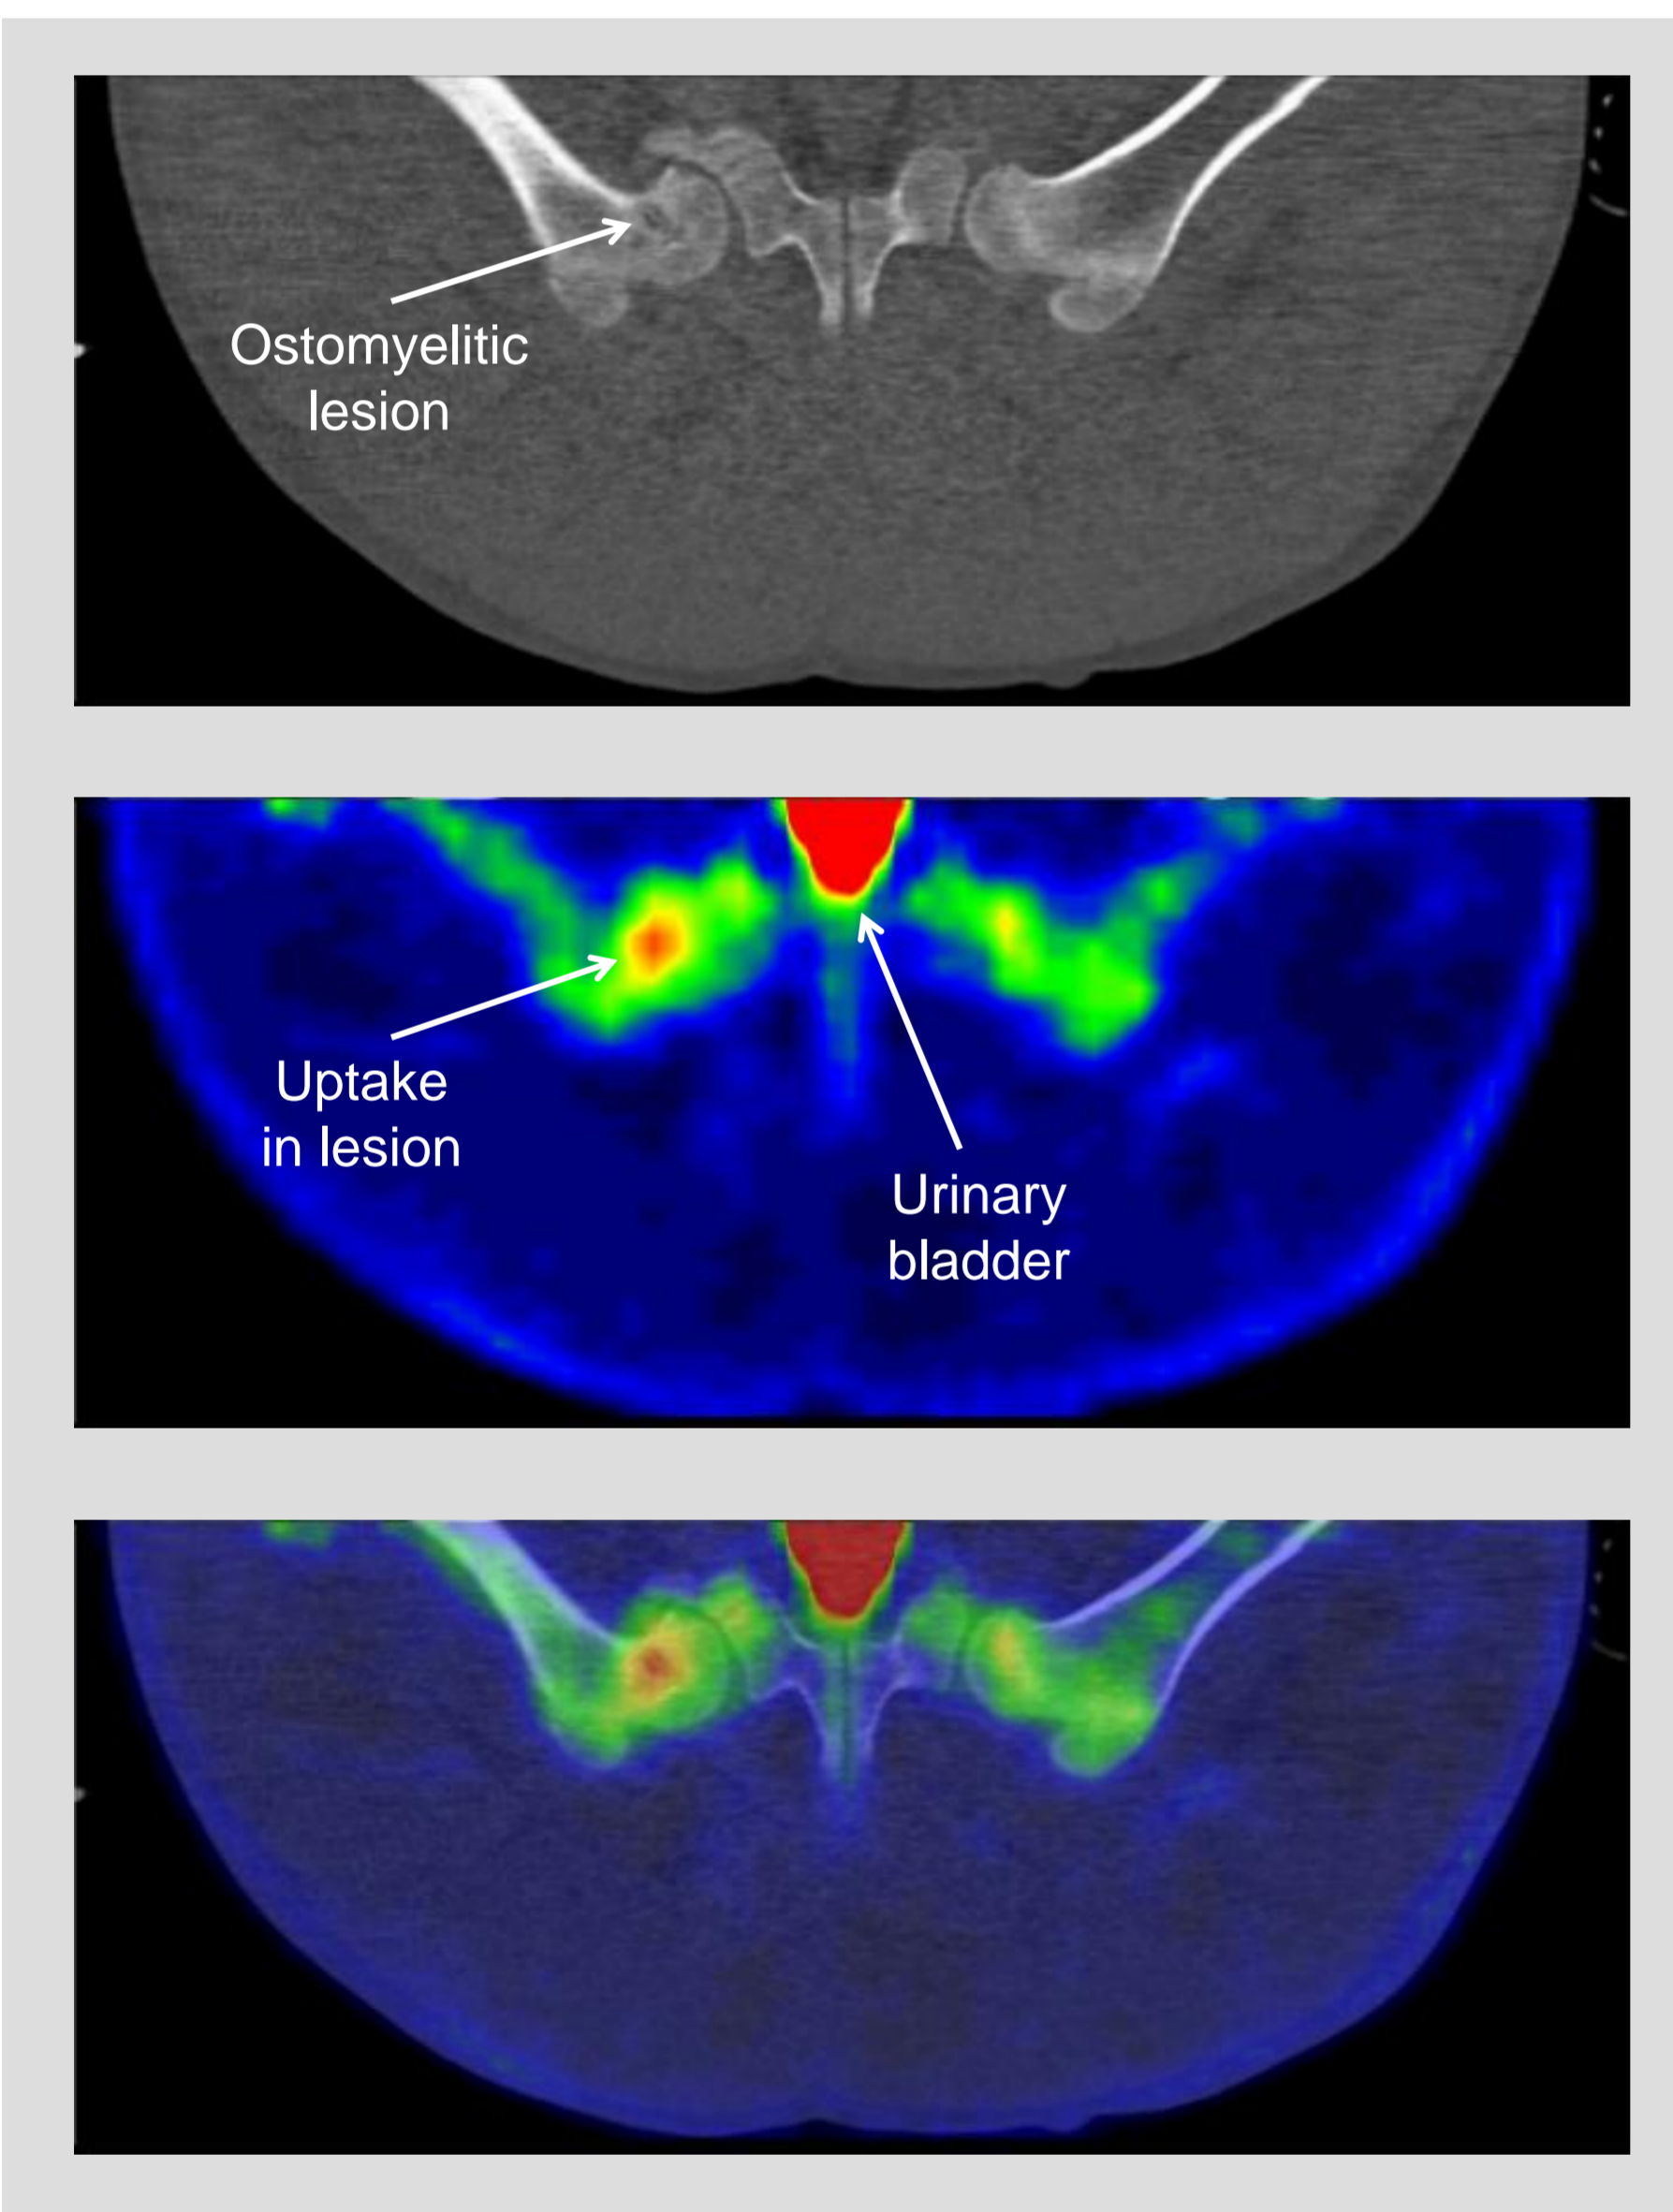 Ostomyelitic
lesion
Uptake
in lesion
Urinary
bladder